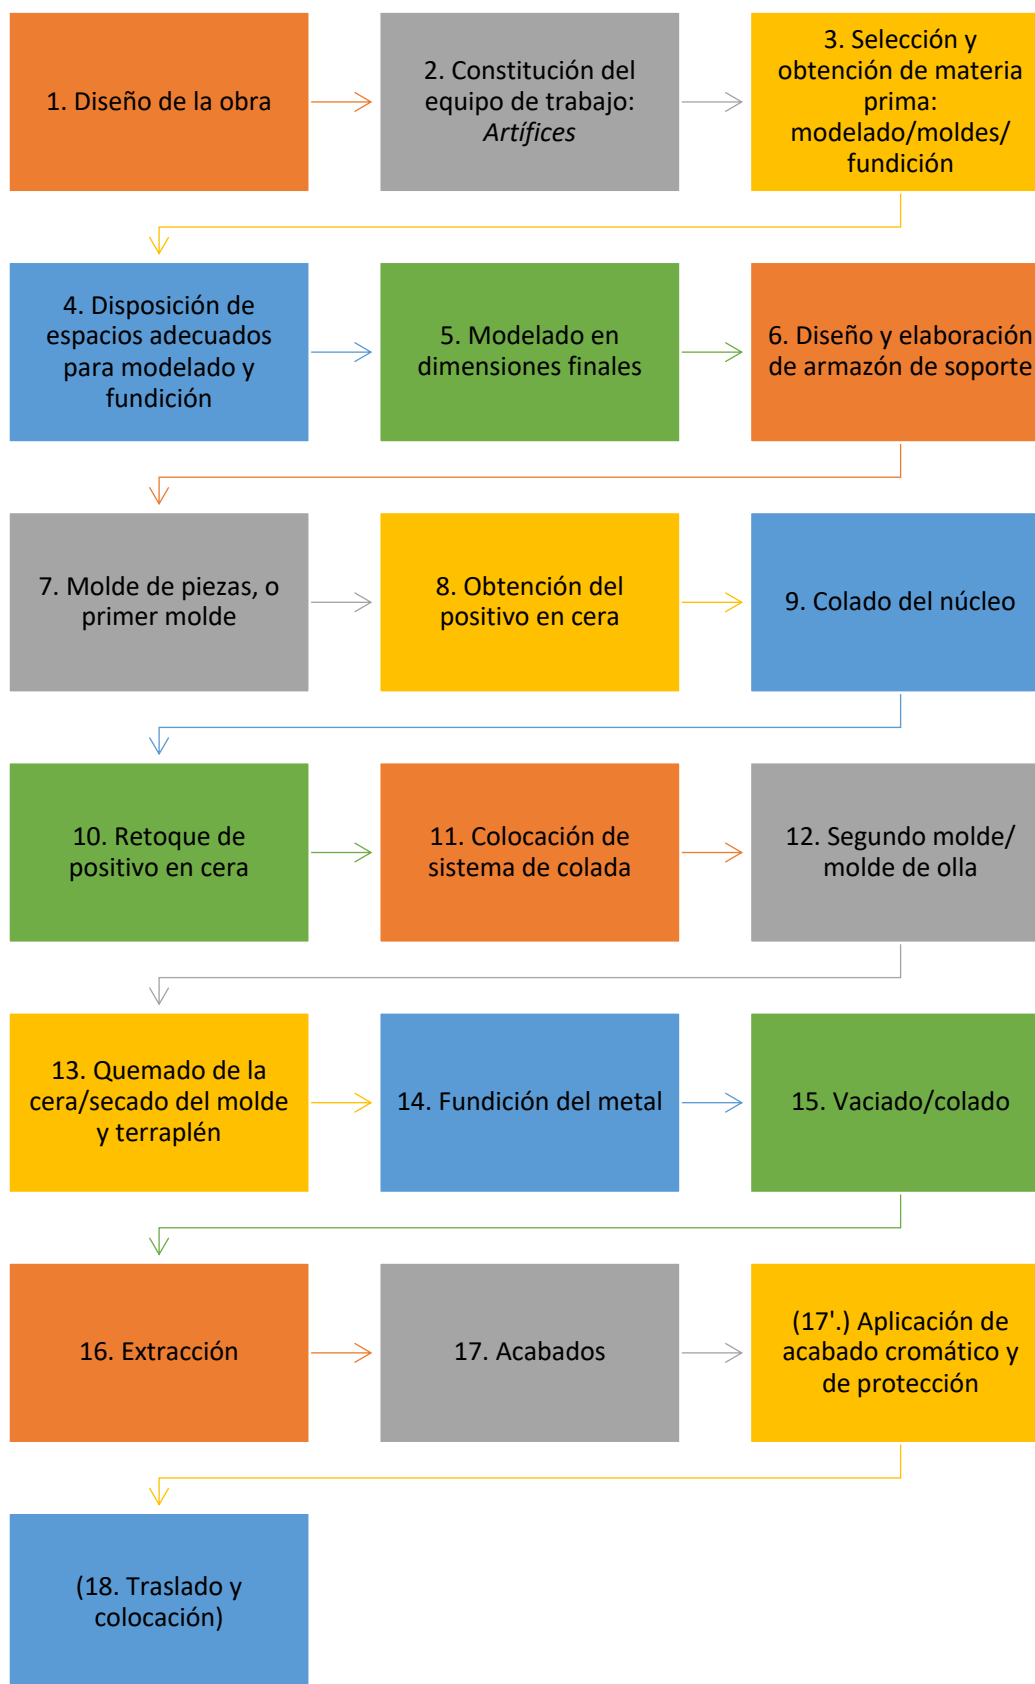 1. Diseño de la obra
2. Constitución del
equipo de trabajo:
Artífices
3. Selección y
obtención de materia
prima:
modelado/moldes/
fundición
4. Disposición de
espacios adecuados
para modelado y
fundición
5. Modelado en
dimensiones finales
6. Diseño y elaboración
de armazón de soporte
7. Molde de piezas, o
primer molde
8. Obtención del
positivo en cera
9. Colado del núcleo
10. Retoque de
positivo en cera
11. Colocación de
sistema de colada
12. Segundo molde/
molde de olla
13. Quemado de la
cera/secado del molde
y terraplén
14. Fundición del metal
15. Vaciado/colado
16. Extracción
17. Acabados
(17'.) Aplicación de
acabado cromático y
de protección
(18. Traslado y
colocación)